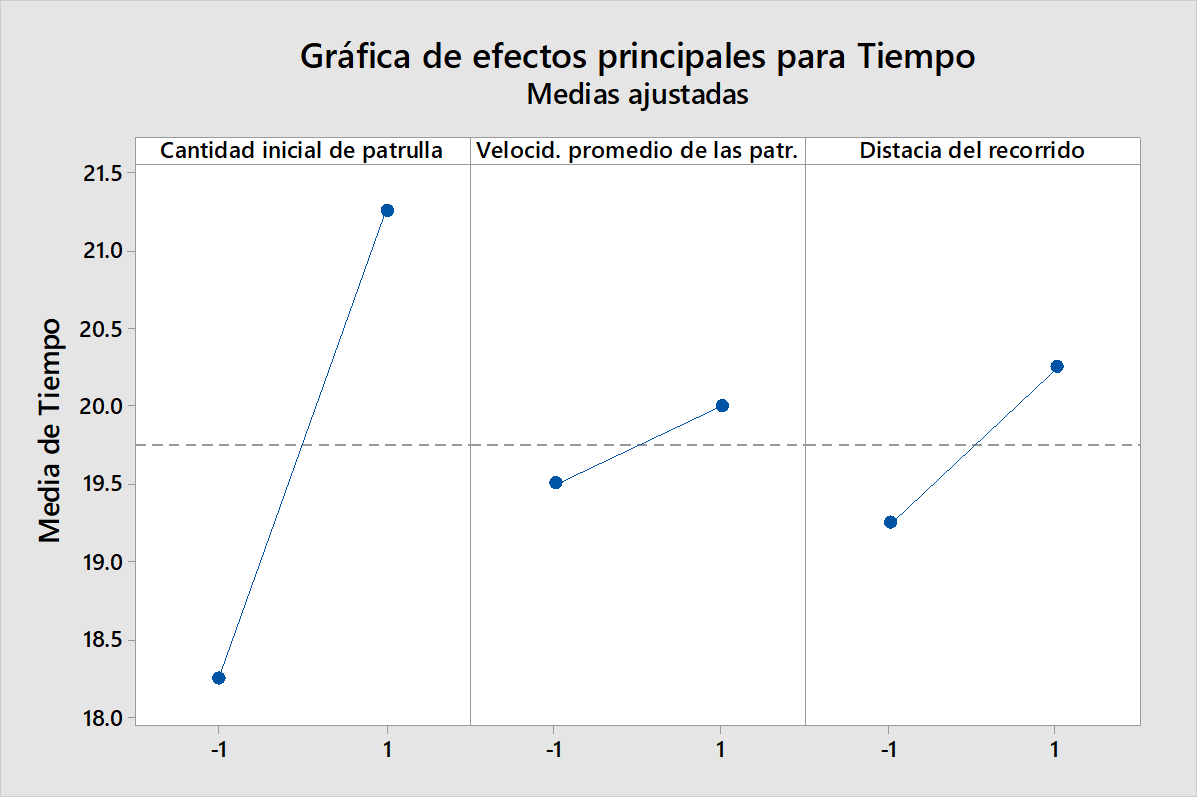 Gráfica de efectos principales para Tiempo
Medias ajustadas
Cantidad inicial de patrulla
Velocid. promedio de las patr.
Distacia del recorrido
Media de Tiempo
21.5
21.0
20.5
20.0
19.5
19.0
18.5
18.0
-1 1 -1 1 -1 1